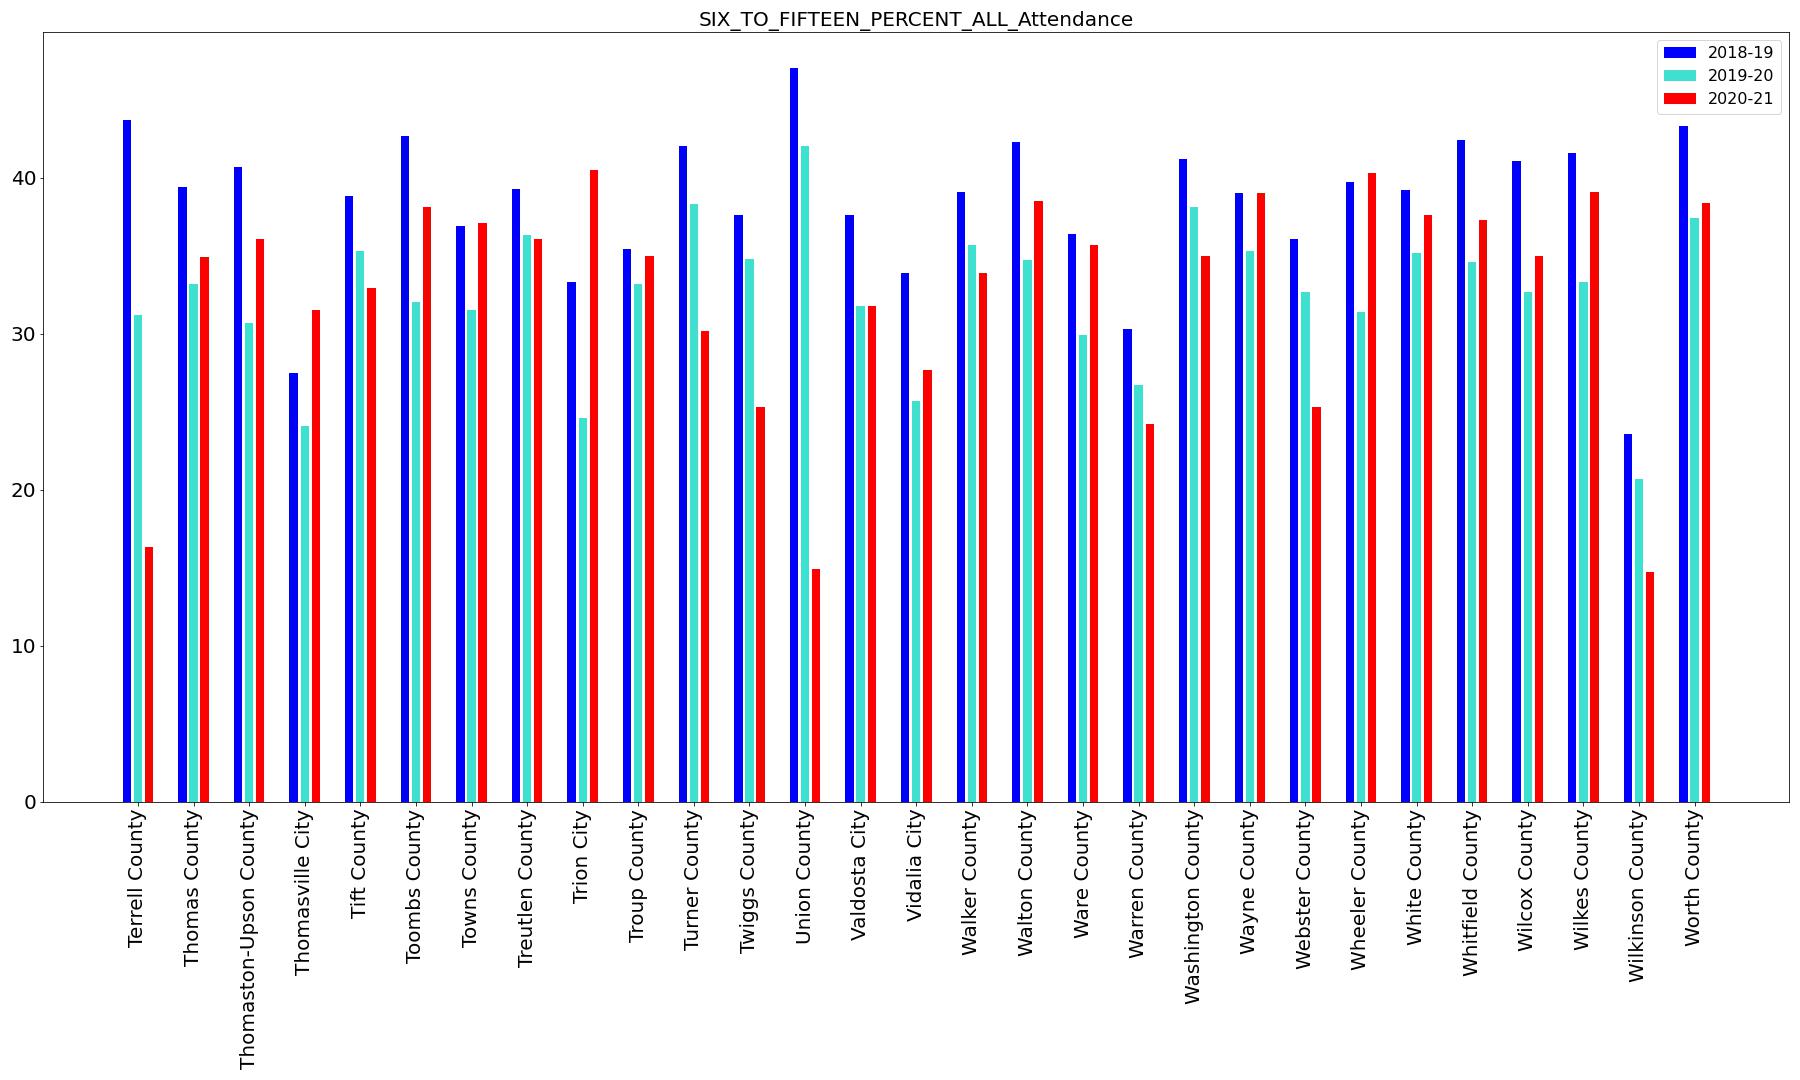 SIX_TO_FIFTEEN_PERCENT_ALL_Attendance
2018-19
2019-20
2020-21
40
30
20
10
0
Terrell County
Thomas County
Thomaston-Upson County
Thomasville City
Tift County
Toombs County
Towns County
Treutlen County
Trion City
Troup County
Turner County
Twiggs County
Union County
Valdosta City
Vidalia City
Walker County
Walton County
Ware County
Warren County
Washington County
Wayne County
Webster County
Wheeler County
White County
Whitfield County
Wilcox County
Wilkes County
Wilkinson County
Worth County